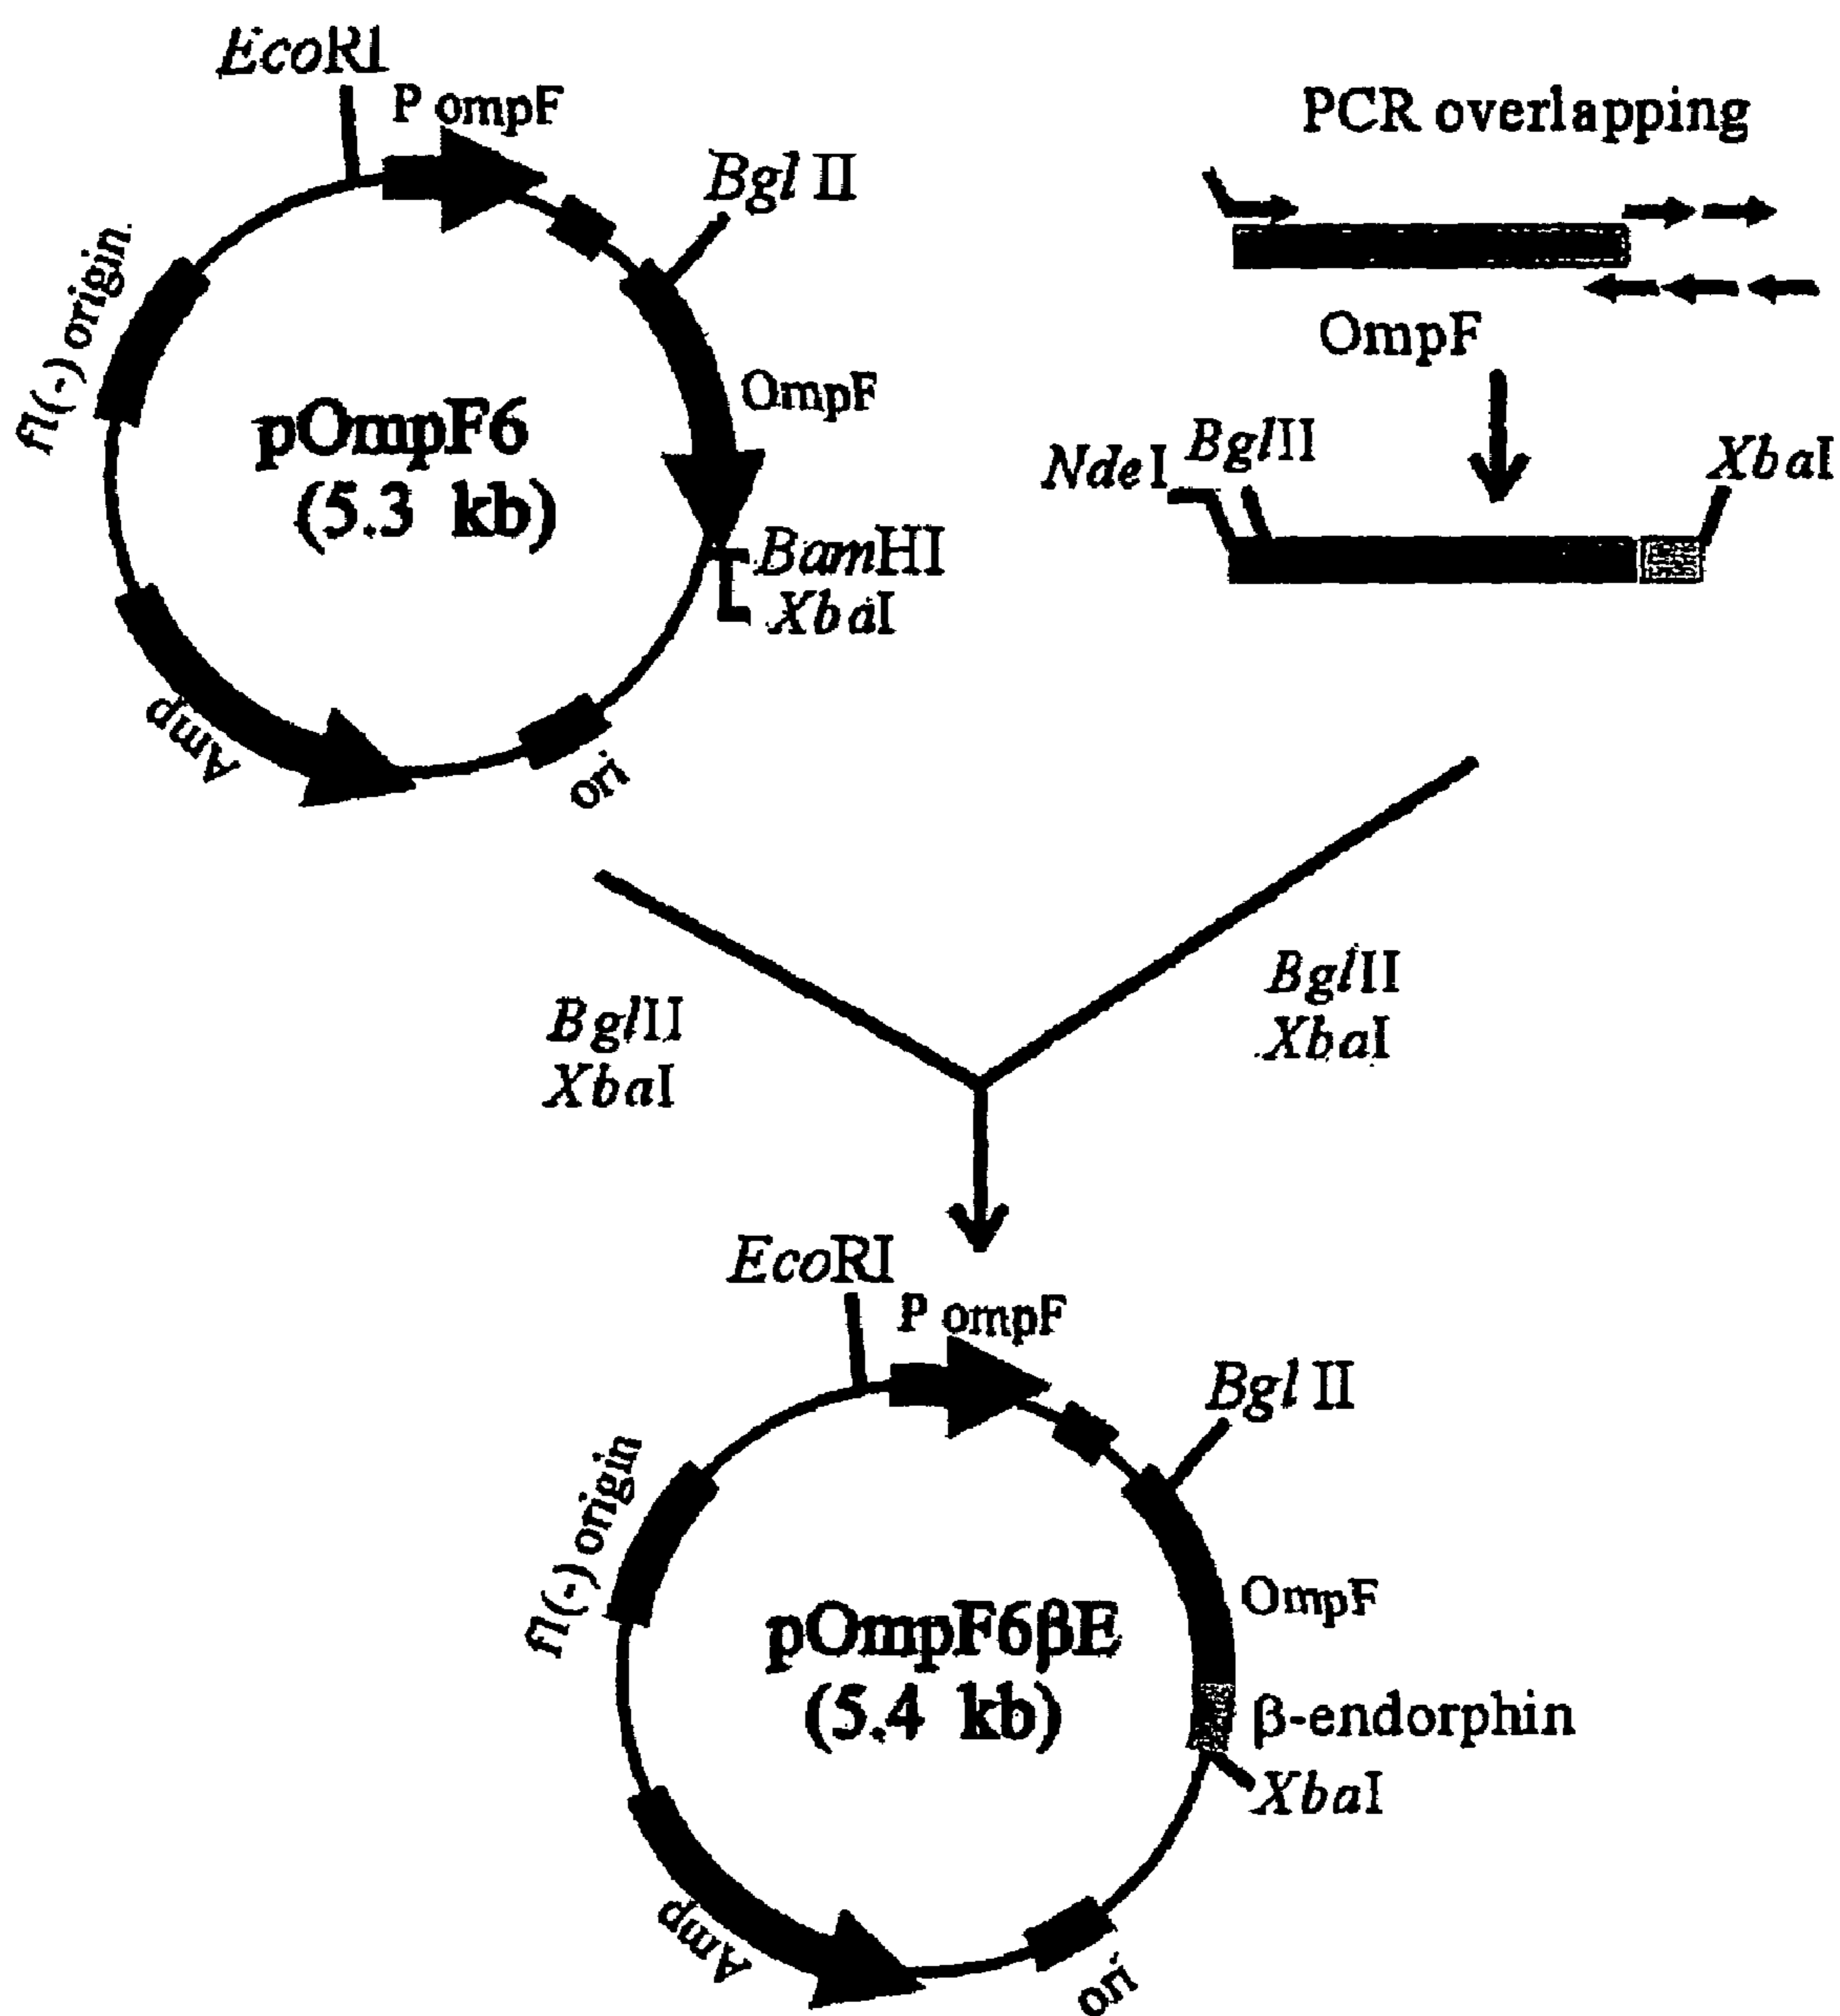 EcoRI
P ompF
Bgl II
f1(-) origin
pOmpF6
(5.3 kb)
OmpF
BamHI
XbaI
Amp
ori
PCR overlapping
OmpF
NdeI
BglII
XbaI
BglII
XbaI
BglII
XbaI
EcoRI
P ompF
Bgl II
f1(-) origin
pOmpF6βE
(5.4 kb)
OmpF
β-endorphin
XbaI
Amp
ori